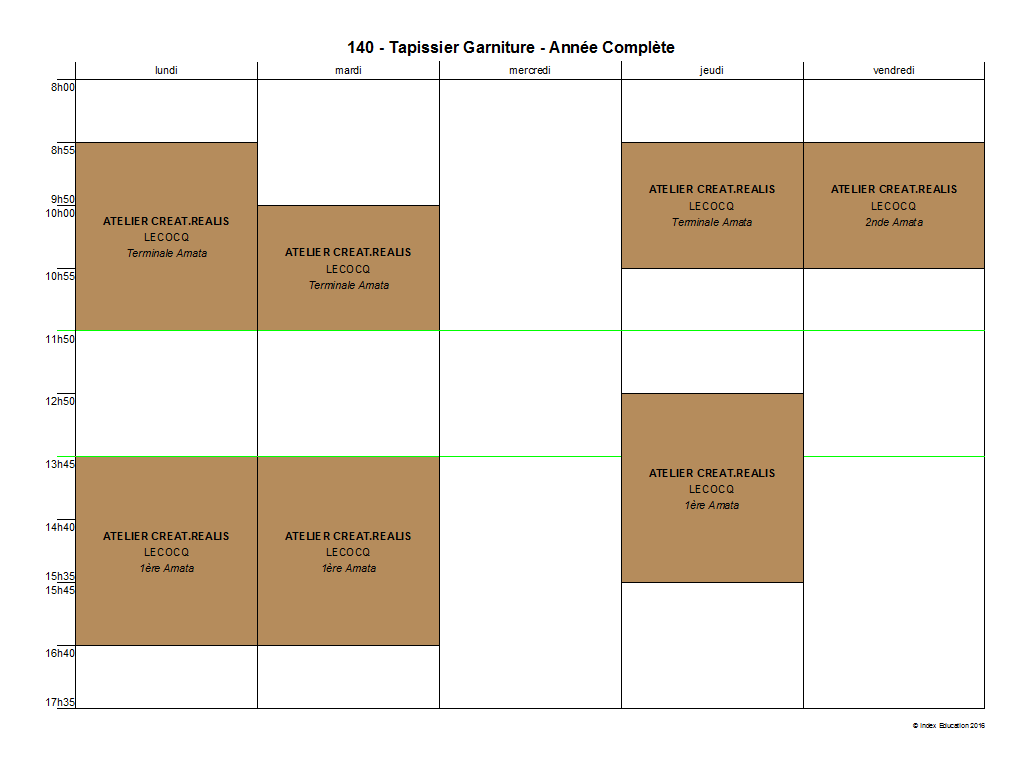 140 - Tapissier Garniture - Année Complète
lundi
mardi
mercredi
jeudi
vendredi
8h00
8h55
9h50
10h00
10h55
11h50
12h50
13h45
14h40
15h35
15h45
16h40
17h35
ATELIER CREAT.REALIS
LECOCQ
Terminale Amata
ATELIER CREAT.REALIS
LECOCQ
1ère Amata
ATELIER CREAT.REALIS
LECOCQ
Terminale Amata
ATELIER CREAT.REALIS
LECOCQ
1ère Amata
ATELIER CREAT.REALIS
LECOCQ
Terminale Amata
ATELIER CREAT.REALIS
LECOCQ
1ère Amata
ATELIER CREAT.REALIS
LECOCQ
2nde Amata
© Index Education 2016